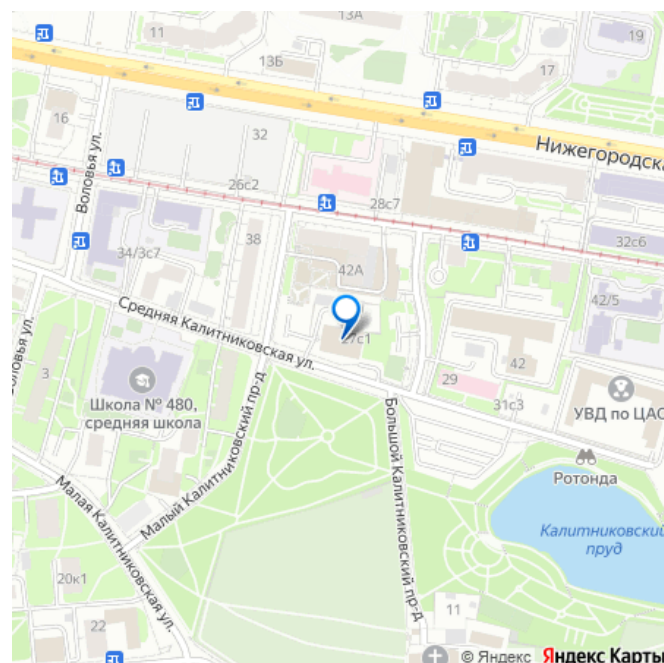 11
13А
19
13Б
17
16
32
Нижегородска
Воловья ул.
26с2
28с7
34/3с7
38
32с6
42А
42/5
Средняя Калитниковская ул.
27с1
42
Воловья ул.
3
29
31с3
УВД по ЦАО
Школа № 480,
средняя школа
Малый Калитниковский пр-д
Большой Калитниковский пр-д
Ротонда
Малая Калитниковская ул.
Калитниковский
пруд
20к1
22
11
© Яндекс Яндекс Карты